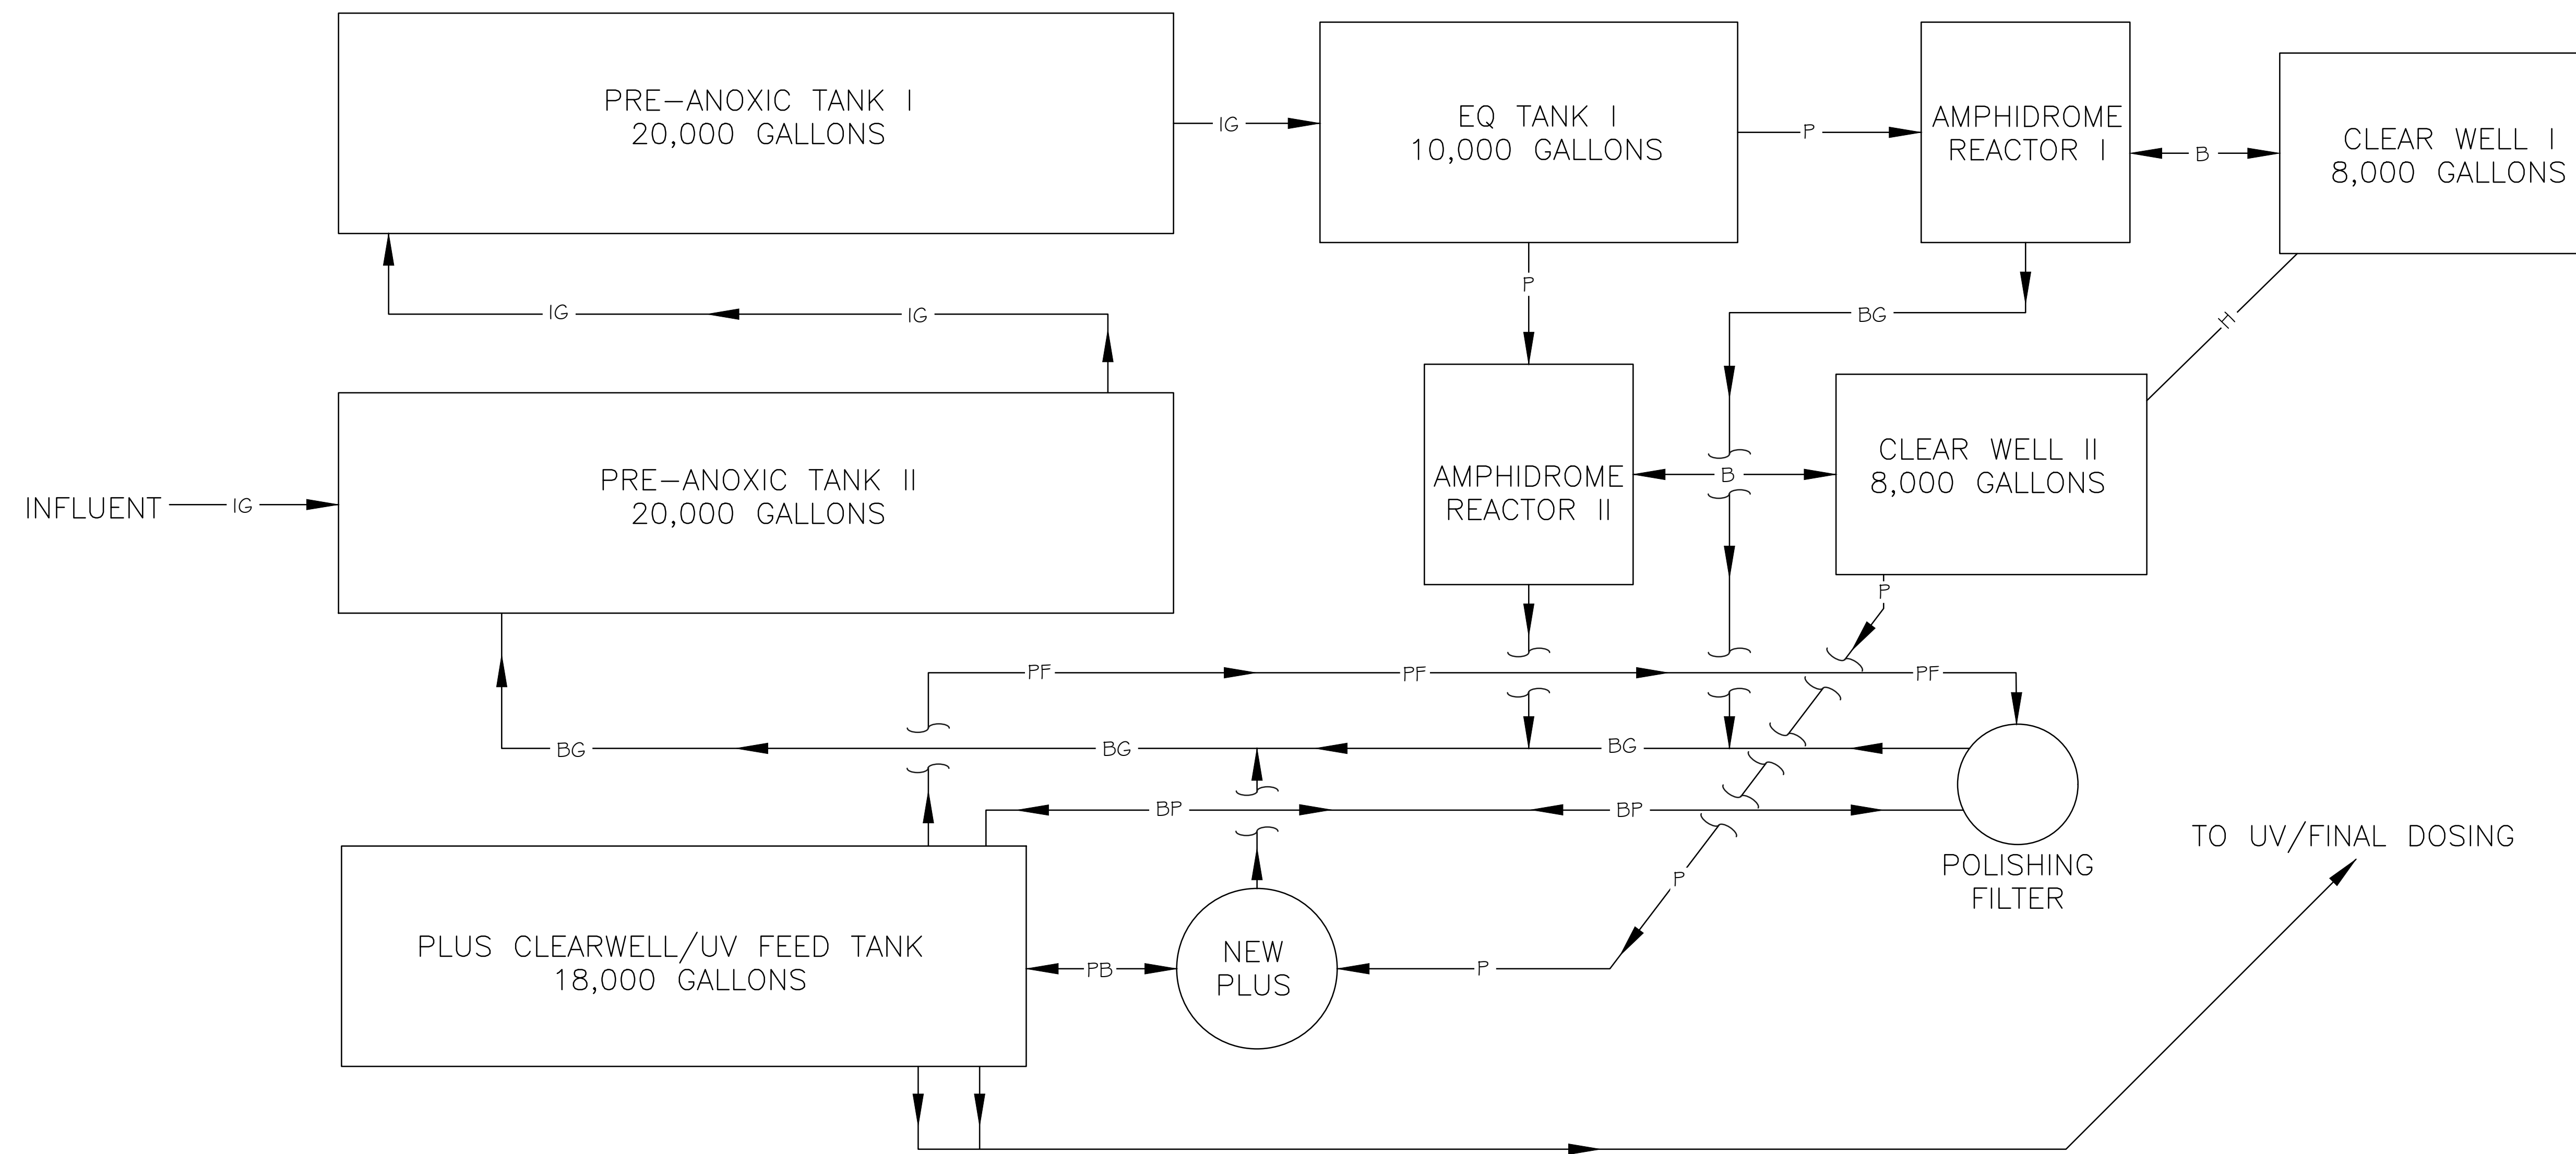 PRE-ANOXIC TANK I
20,000 GALLONS
IG
EQ TANK I
10,000 GALLONS
P
AMPHIDROME
REACTOR I
B
CLEAR WELL I
8,000 GALLONS
IG
IG
P
BG
H
INFLUENT
IG
PRE-ANOXIC TANK II
20,000 GALLONS
AMPHIDROME
REACTOR II
B
CLEAR WELL II
8,000 GALLONS
P
PF
PF
PF
BG
BG
BG
BP
BP
POLISHING
FILTER
TO UV/FINAL DOSING
P
PLUS CLEARWELL/UV FEED TANK
18,000 GALLONS
PB
NEW
PLUS
P